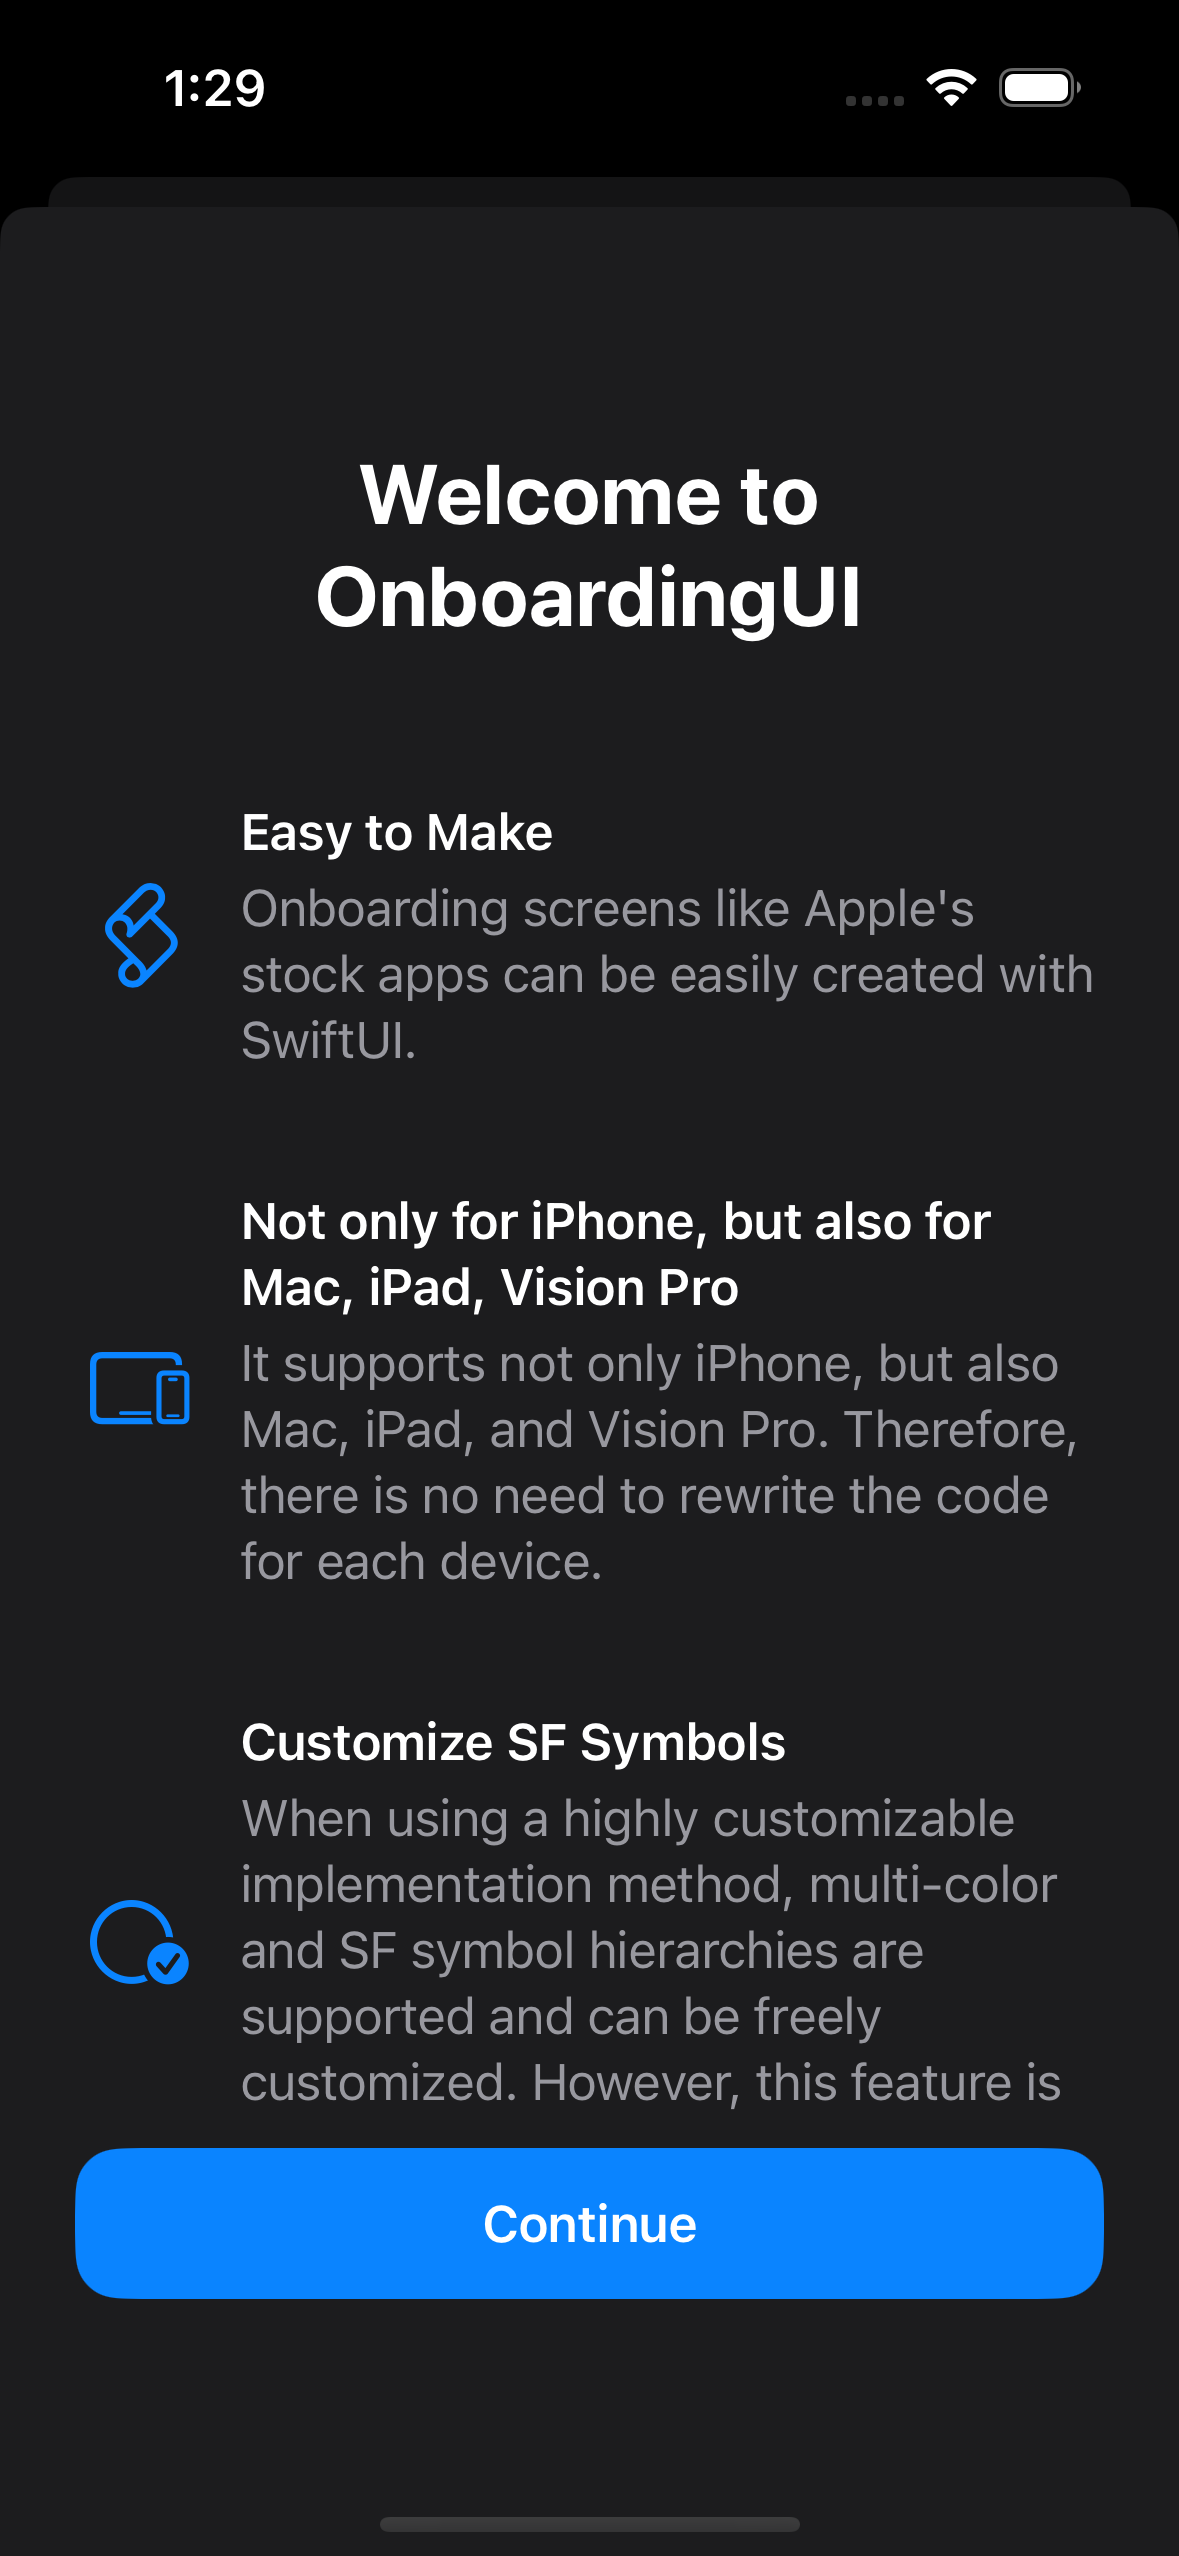 1:29
Welcome to
OnboardingUI
Easy to Make
Onboarding screens like Apple's
stock apps can be easily created with
SwiftUI.
Not only for iPhone, but also for
Mac, iPad, Vision Pro
It supports not only iPhone, but also
Mac, iPad, and Vision Pro. Therefore,
there is no need to rewrite the code
for each device.
Customize SF Symbols
When using a highly customizable
implementation method, multi-color
and SF symbol hierarchies are
supported and can be freely
customized. However, this feature is
Continue